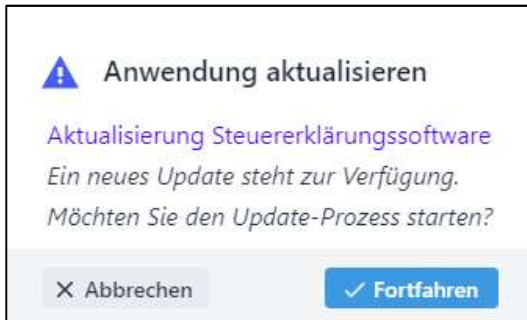 Anwendung aktualisieren
Aktualisierung Steuererklärungssoftware
Ein neues Update steht zur Verfügung.
Möchten Sie den Update-Prozess starten?
Abbrechen Fortfahren